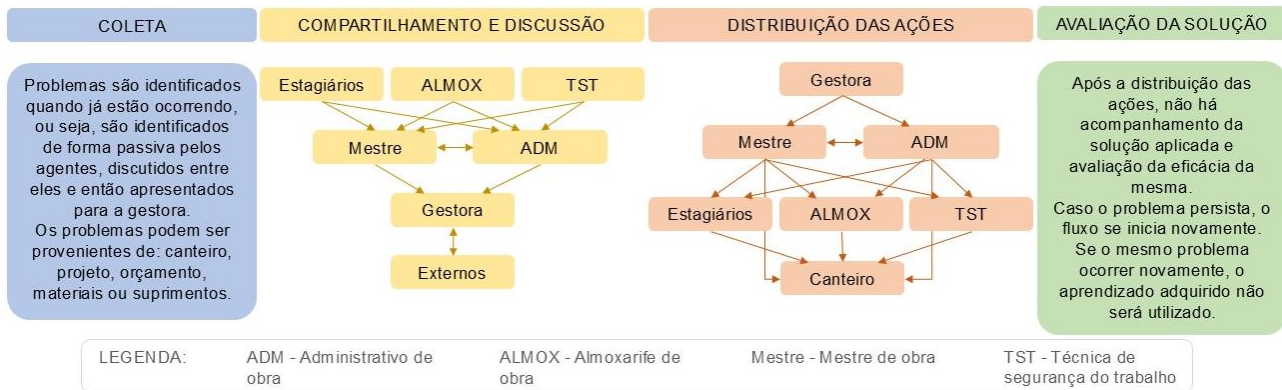 COLETA
COMPARTILHAMENTO E DISCUSSÃO
DISTRIBUIÇÃO DAS AÇÕES
AVALIAÇÃO DA SOLUÇÃO
Problemas são identificados
quando já estão ocorrendo,
ou seja, são identificados
de forma passiva pelos
agentes, discutidos entre
eles e então apresentados
para a gestora.
Os problemas podem ser
provenientes de: canteiro,
projeto, orçamento,
materiais ou suprimentos.
Estagiários
ALMOX
TST
Mestre
ADM
Gestora
Externos
Gestora
Mestre
ADM
Estagiários
ALMOX
TST
Canteiro
Após a distribuição das
ações, não há
acompanhamento da
solução aplicada e
avaliação da eficácia da
mesma.
Caso o problema persista, o
fluxo se inicia novamente.
Se o mesmo problema
ocorrer novamente, o
aprendizado adquirido não
será utilizado.
LEGENDA:
ADM - Administrativo de
obra
ALMOX - Almoxarife de
obra
Mestre - Mestre de obra
TST - Técnica de
segurança do trabalho